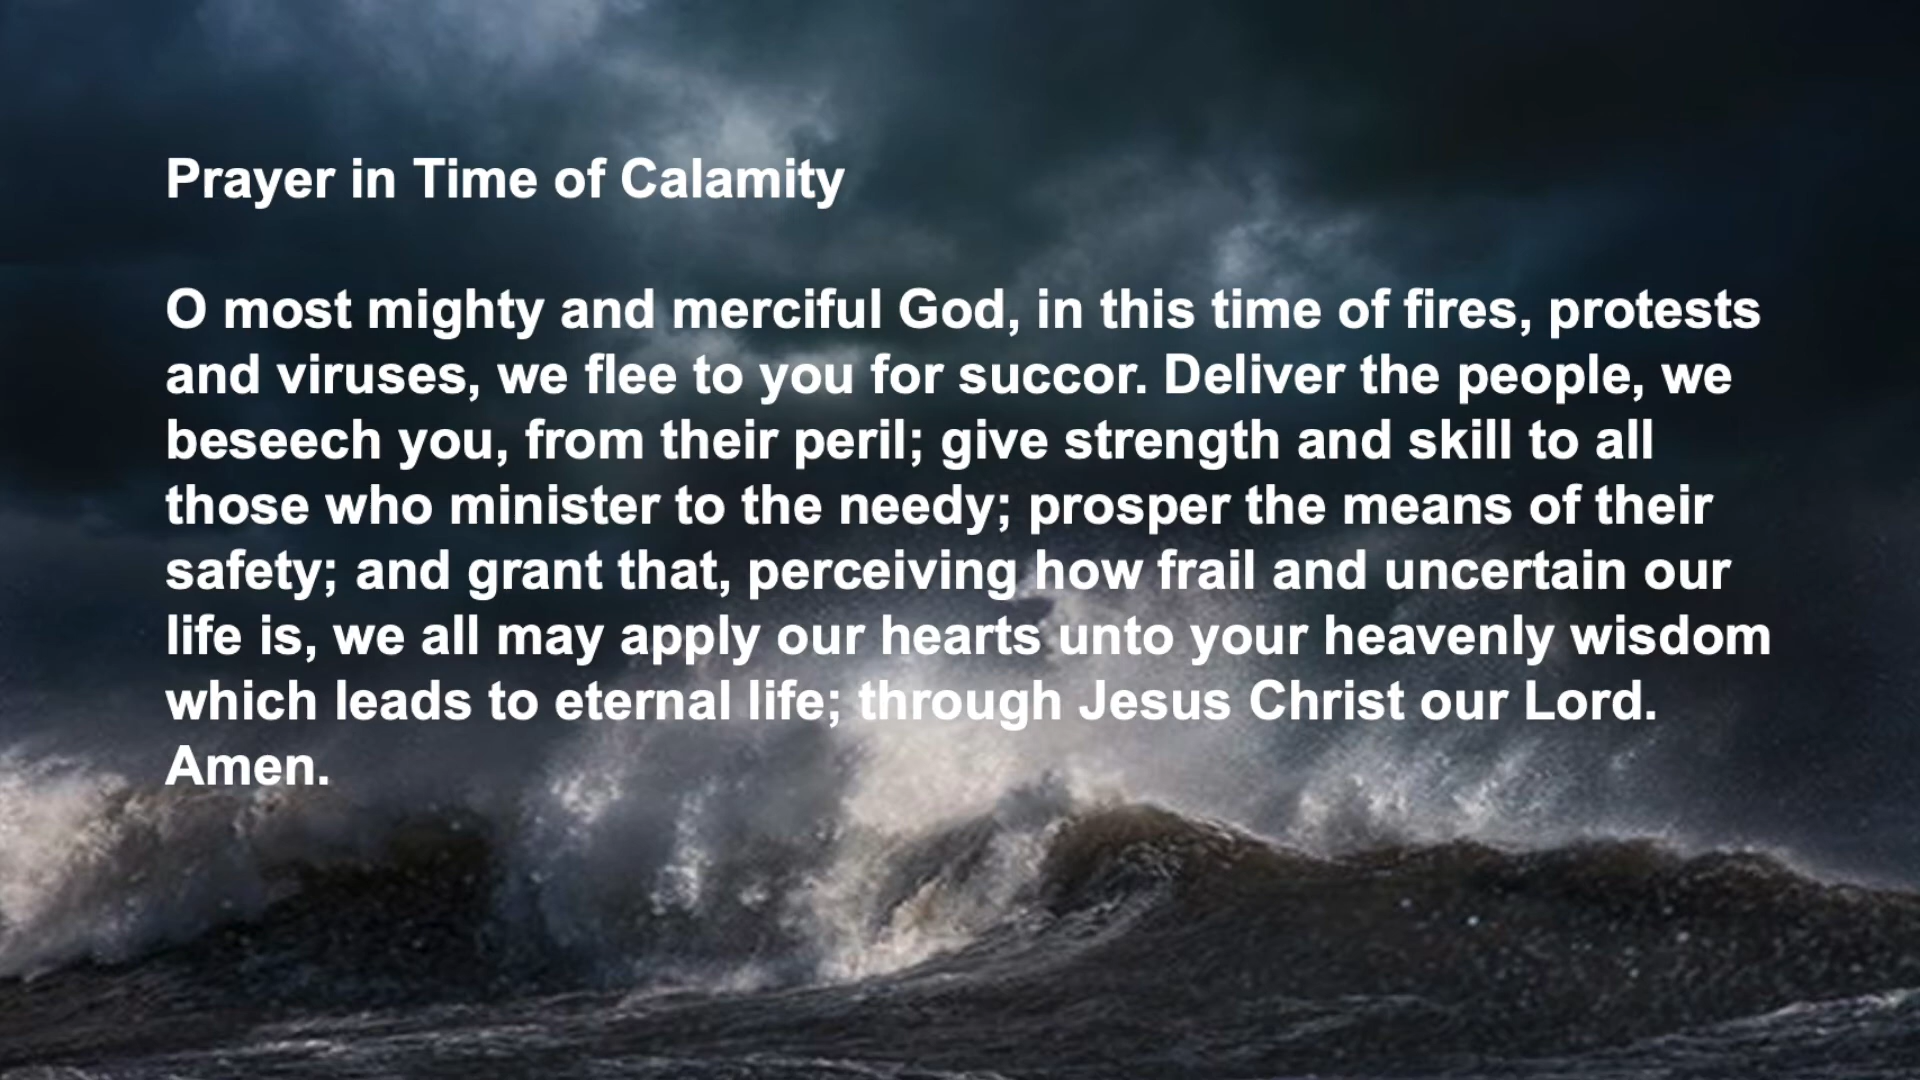 Prayer in Time of Calamity
O most mighty and merciful God, in this time of fires, protests
and viruses, we flee to you for succor. Deliver the people, we
beseech you, from their peril; give strength and skill to all
those who minister to the needy; prosper the means of their
safety; and grant that, perceiving how frail and uncertain our
life is, we all may apply our hearts unto your heavenly wisdom
which leads to eternal life; through Jesus Christ our Lord.
Amen.